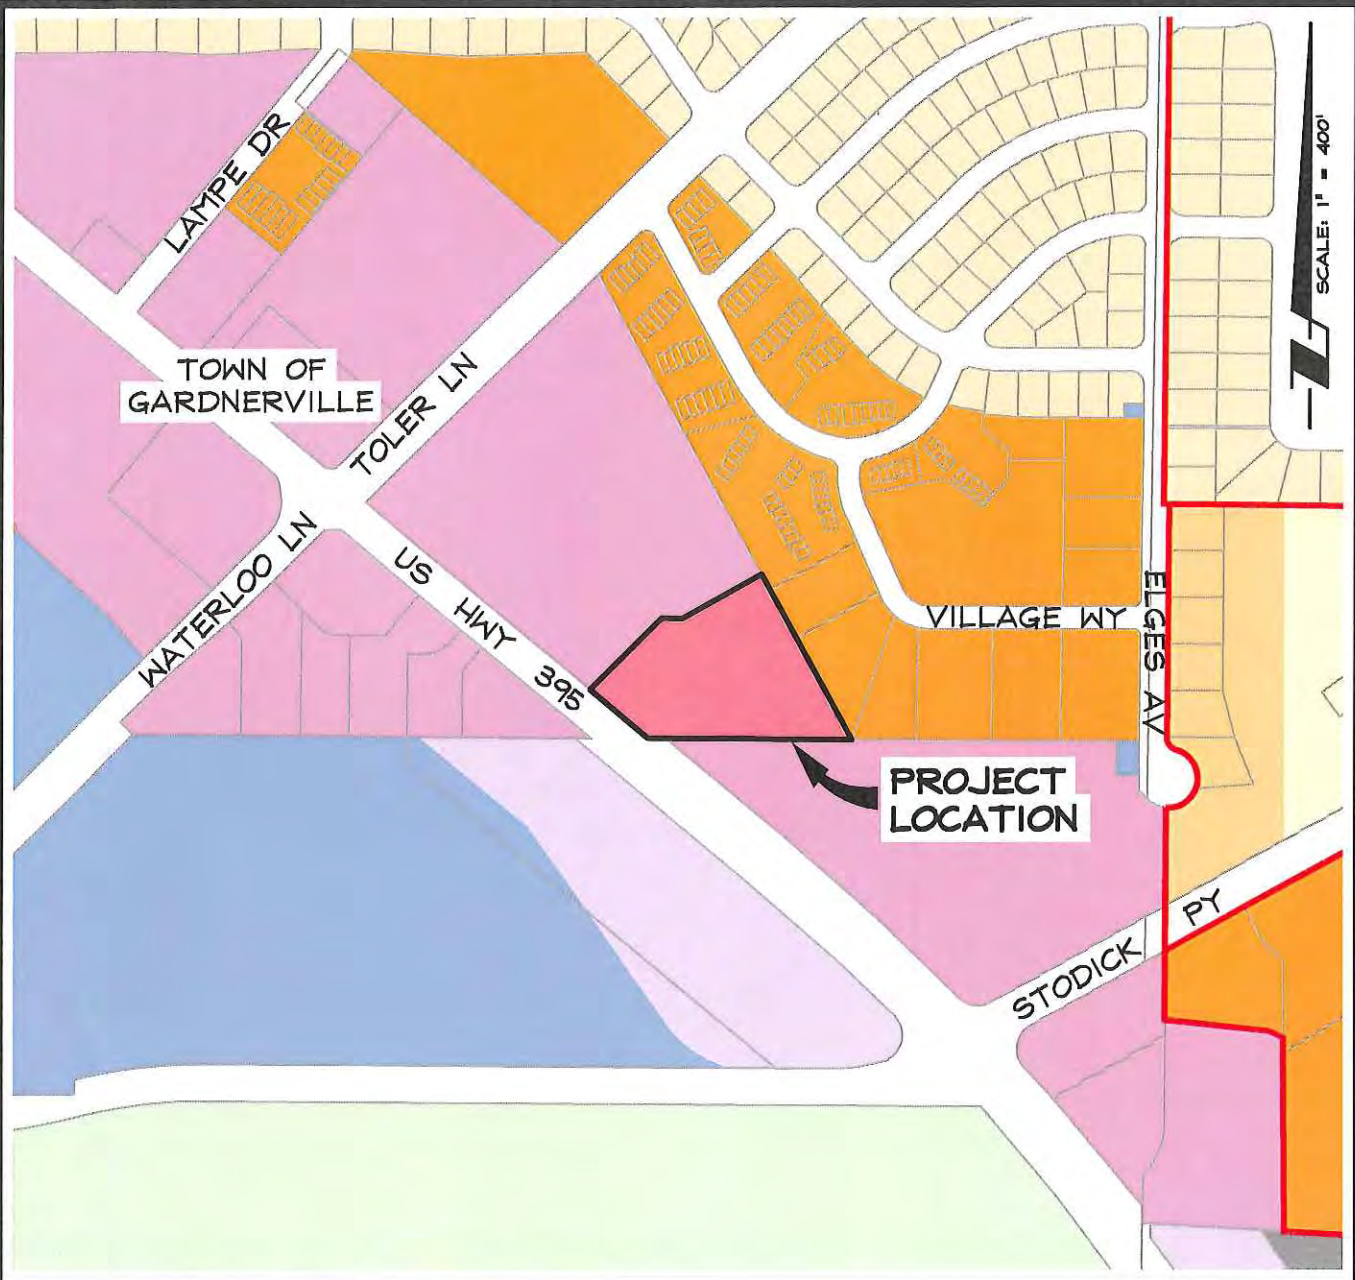 LAMPE DR
SCALE: 1" = 400'
TOWN OF
GARDNERVILLE
TOLER LN
WATERLOO LN
US HWY 395
VILLAGE WY
ELGES AV
PROJECT
LOCATION
STODICK PY